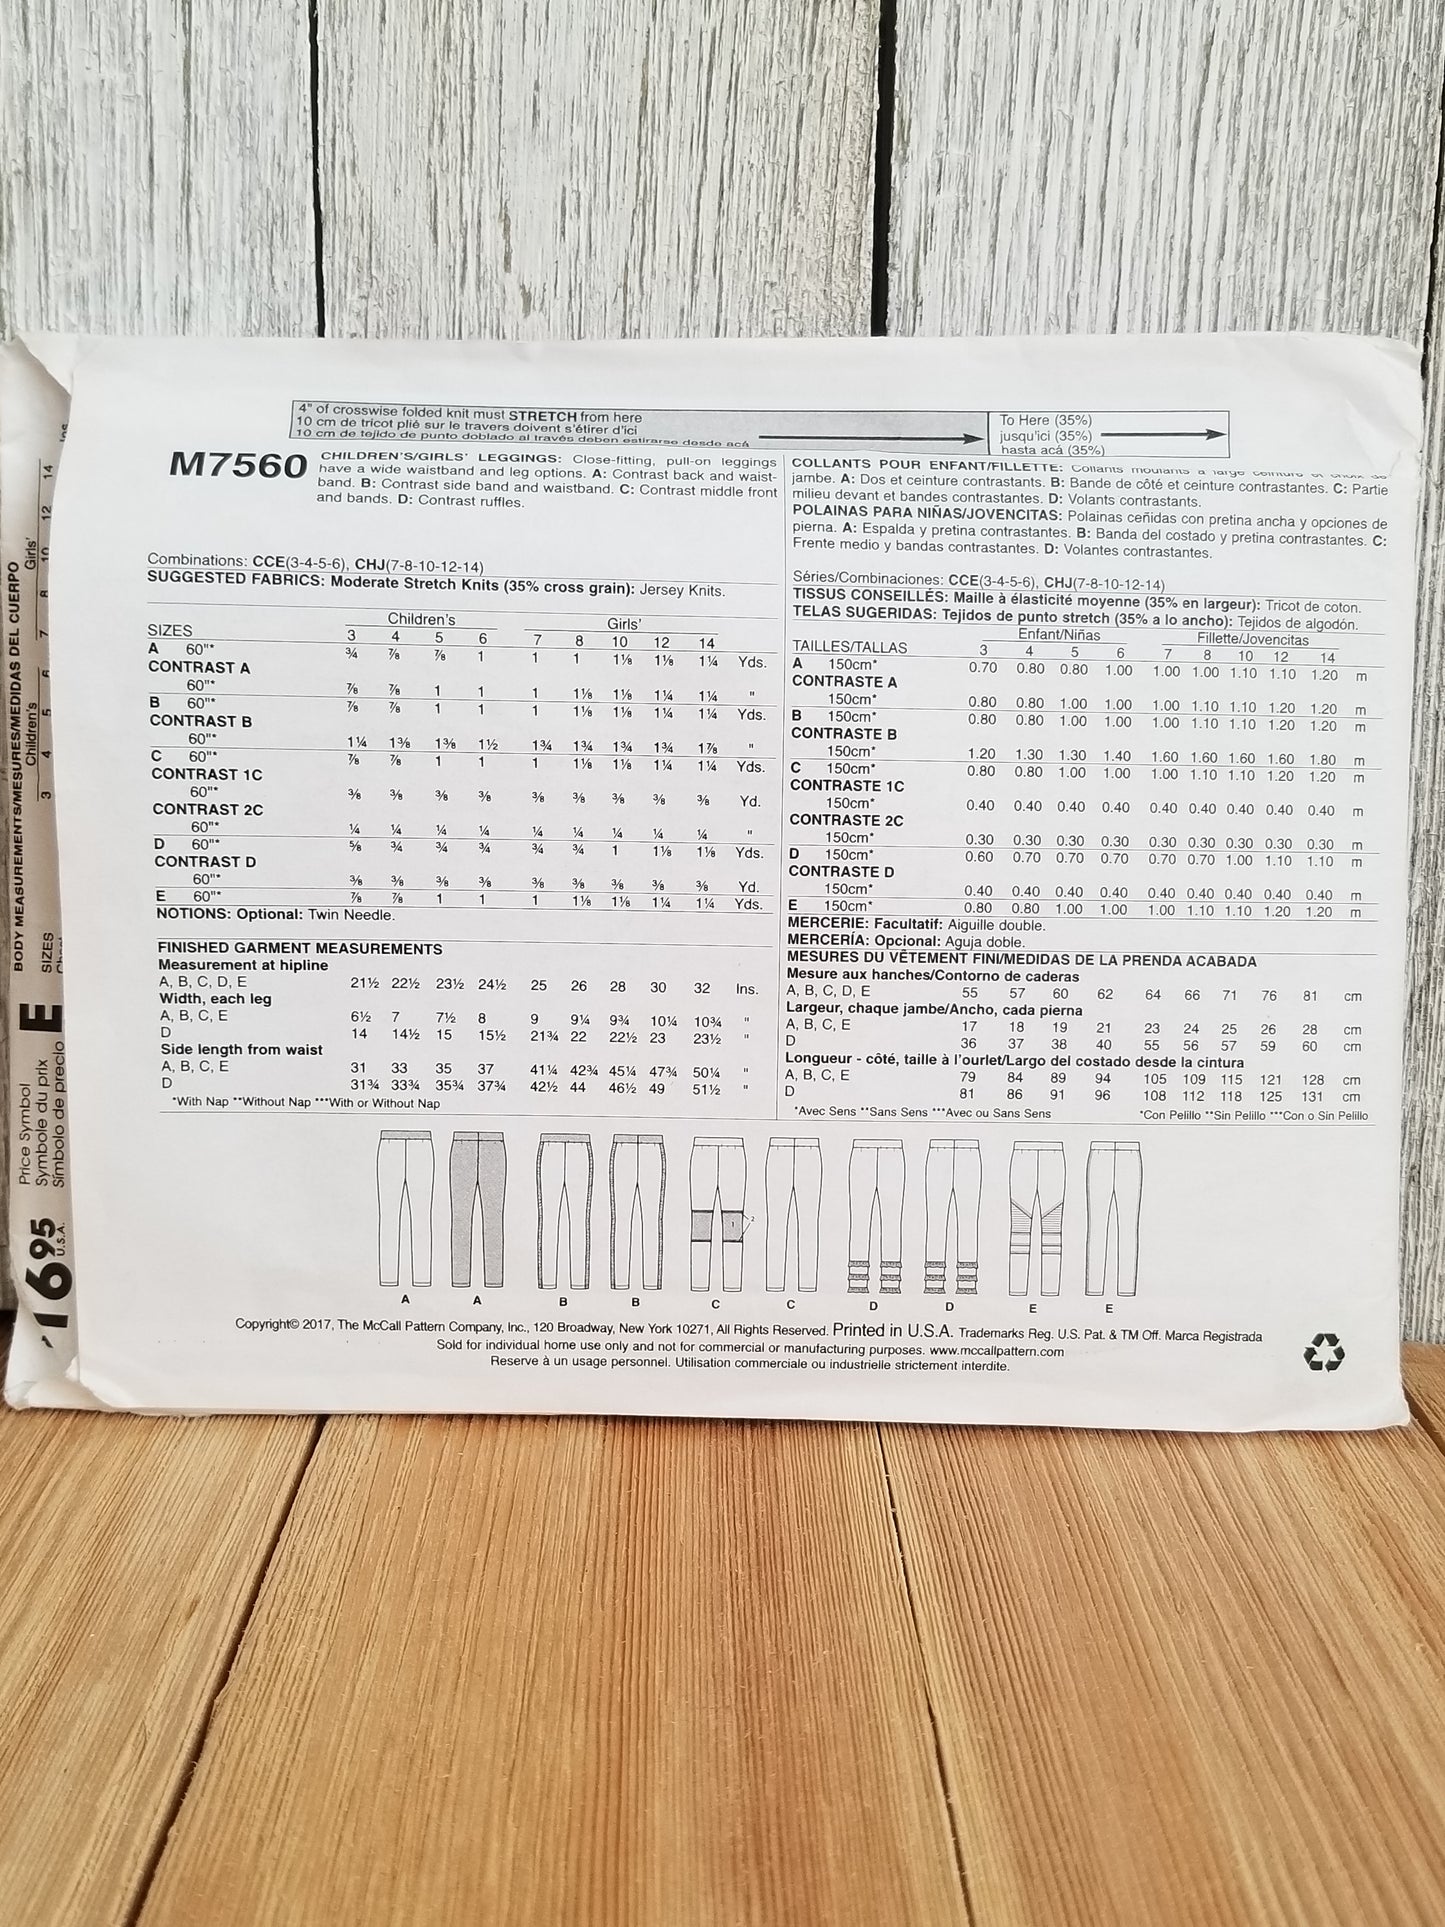 4" of crosswise folded knit must STRETCH from here
10 cm de tricot plié sur le travers doivent s'étirer d'ici
10 cm de tejido de punto doblado al través deben estirarse desde acá
To Here (35%)
jusqu'ici (35%)
hasta acá (35%)
M7560
CHILDREN'S/GIRLS' LEGGINGS: Close-fitting, pull-on leggings
have a wide waistband and leg options. A: Contrast back and waist-
band. B: Contrast side band and waistband. C: Contrast middle front
and bands. D: Contrast ruffles.
Combinations: CCE(3-4-5-6), CHJ(7-8-10-12-14)
SUGGESTED FABRICS: Moderate Stretch Knits (35% cross grain): Jersey Knits.
Children's Girls'
SIZES 3 4 5 6 7 8 10 12 14
A 60"* ¾ ⅞ ⅞ 1 1 1 1⅛ 1⅛ 1¼ Yds.
CONTRAST A
60"* ⅞ ⅞ 1 1 1 1⅛ 1⅛ 1¼ 1¼ "
B 60"* ⅞ ⅞ 1 1 1 1⅛ 1⅛ 1¼ 1¼ Yds.
CONTRAST B
60"* 1¼ 1⅜ 1⅜ 1½ 1¾ 1¾ 1¾ 1¾ 1⅞ "
C 60"* ⅞ ⅞ 1 1 1 1⅛ 1⅛ 1¼ 1¼ Yds.
CONTRAST 1C
60"* ⅜ ⅜ ⅜ ⅜ ⅜ ⅜ ⅜ ⅜ ⅜ Yd.
CONTRAST 2C
60"* ¼ ¼ ¼ ¼ ¼ ¼ ¼ ¼ ¼ "
D 60"* ⅝ ¾ ¾ ¾ ¾ ¾ 1 1⅛ 1⅛ Yds.
CONTRAST D
60"* ⅜ ⅜ ⅜ ⅜ ⅜ ⅜ ⅜ ⅜ ⅜ Yd.
E 60"* ⅞ ⅞ 1 1 1 1⅛ 1⅛ 1¼ 1¼ Yds.
NOTIONS: Optional: Twin Needle.
FINISHED GARMENT MEASUREMENTS
Measurement at hipline
A, B, C, D, E 21½ 22½ 23½ 24½ 25 26 28 30 32 Ins.
Width, each leg
A, B, C, E 6½ 7 7½ 8 9 9¼ 9¾ 10¼ 10¾ "
D 14 14½ 15 15½ 21¾ 22 22½ 23 23½ "
Side length from waist
A, B, C, E 31 33 35 37 41¼ 42¾ 45¼ 47¾ 50¼ "
D 31¾ 33¾ 35¾ 37¾ 42½ 44 46½ 49 51½ "
*With Nap **Without Nap ***With or Without Nap
COLLANTS POUR ENFANT/FILLETTE: Collants moulants à large ceinture et
jambe. A: Dos et ceinture contrastants. B: Bande de côté et ceinture contrastantes. C: Partie
milieu devant et bandes contrastantes. D: Volants contrastants.
POLAINAS PARA NIÑAS/JOVENCITAS: Polainas ceñidas con pretina ancha y opciones de
pierna. A: Espalda y pretina contrastantes. B: Banda del costado y pretina contrastantes. C:
Frente medio y bandas contrastantes. D: Volantes contrastantes.
Séries/Combinaciones: CCE(3-4-5-6), CHJ(7-8-10-12-14)
TISSUS CONSEILLÉS: Maille à élasticité moyenne (35% en largeur): Tricot de coton.
TELAS SUGERIDAS: Tejidos de punto stretch (35% a lo ancho): Tejidos de algodón.
Enfant/Niñas Fillette/Jovencitas
TAILLES/TALLAS 3 4 5 6 7 8 10 12 14
A 150cm* 0.70 0.80 0.80 1.00 1.00 1.00 1.10 1.10 1.20 m
CONTRASTE A
150cm* 0.80 0.80 1.00 1.00 1.00 1.10 1.10 1.20 1.20 m
B 150cm* 0.80 0.80 1.00 1.00 1.00 1.10 1.10 1.20 1.20 m
CONTRASTE B
150cm* 1.20 1.30 1.30 1.40 1.60 1.60 1.60 1.60 1.80 m
C 150cm* 0.80 0.80 1.00 1.00 1.00 1.10 1.10 1.20 1.20 m
CONTRASTE 1C
150cm* 0.40 0.40 0.40 0.40 0.40 0.40 0.40 0.40 0.40 m
CONTRASTE 2C
150cm* 0.30 0.30 0.30 0.30 0.30 0.30 0.30 0.30 0.30 m
D 150cm* 0.60 0.70 0.70 0.70 0.70 0.70 1.00 1.10 1.10 m
CONTRASTE D
150cm* 0.40 0.40 0.40 0.40 0.40 0.40 0.40 0.40 0.40 m
E 150cm* 0.80 0.80 1.00 1.00 1.00 1.10 1.10 1.20 1.20 m
MERCERIE: Facultatif: Aiguille double.
MERCERÍA: Opcional: Aguja doble.
MESURES DU VÊTEMENT FINI/MEDIDAS DE LA PRENDA ACABADA
Mesure aux hanches/Contorno de caderas
A, B, C, D, E 55 57 60 62 64 66 71 76 81 cm
Largeur, chaque jambe/Ancho, cada pierna
A, B, C, E 17 18 19 21 23 24 25 26 28 cm
D 36 37 38 40 55 56 57 59 60 cm
Longueur - côté, taille à l'ourlet/Largo del costado desde la cintura
A, B, C, E 79 84 89 94 105 109 115 121 128 cm
D 81 86 91 96 108 112 118 125 131 cm
*Avec Sens **Sans Sens ***Avec ou Sans Sens *Con Pelillo **Sin Pelillo ***Con o Sin Pelillo
1 2
A A B B C C D D E E
Copyright© 2017, The McCall Pattern Company, Inc., 120 Broadway, New York 10271, All Rights Reserved. Printed in U.S.A. Trademarks Reg. U.S. Pat. & TM Off. Marca Registrada
Sold for individual home use only and not for commercial or manufacturing purposes. www.mccallpattern.com
Reserve à un usage personnel. Utilisation commerciale ou industrielle strictement interdite.
BODY MEASUREMENTS/MESURES/MEDIDAS DEL CUERPO
Children's Girls'
SIZES 3 4 5 6 7 8 10 12 14
Chest
Ins
E
Price Symbol
Symbole du prix
Símbolo de precio
1695
U.S.A.